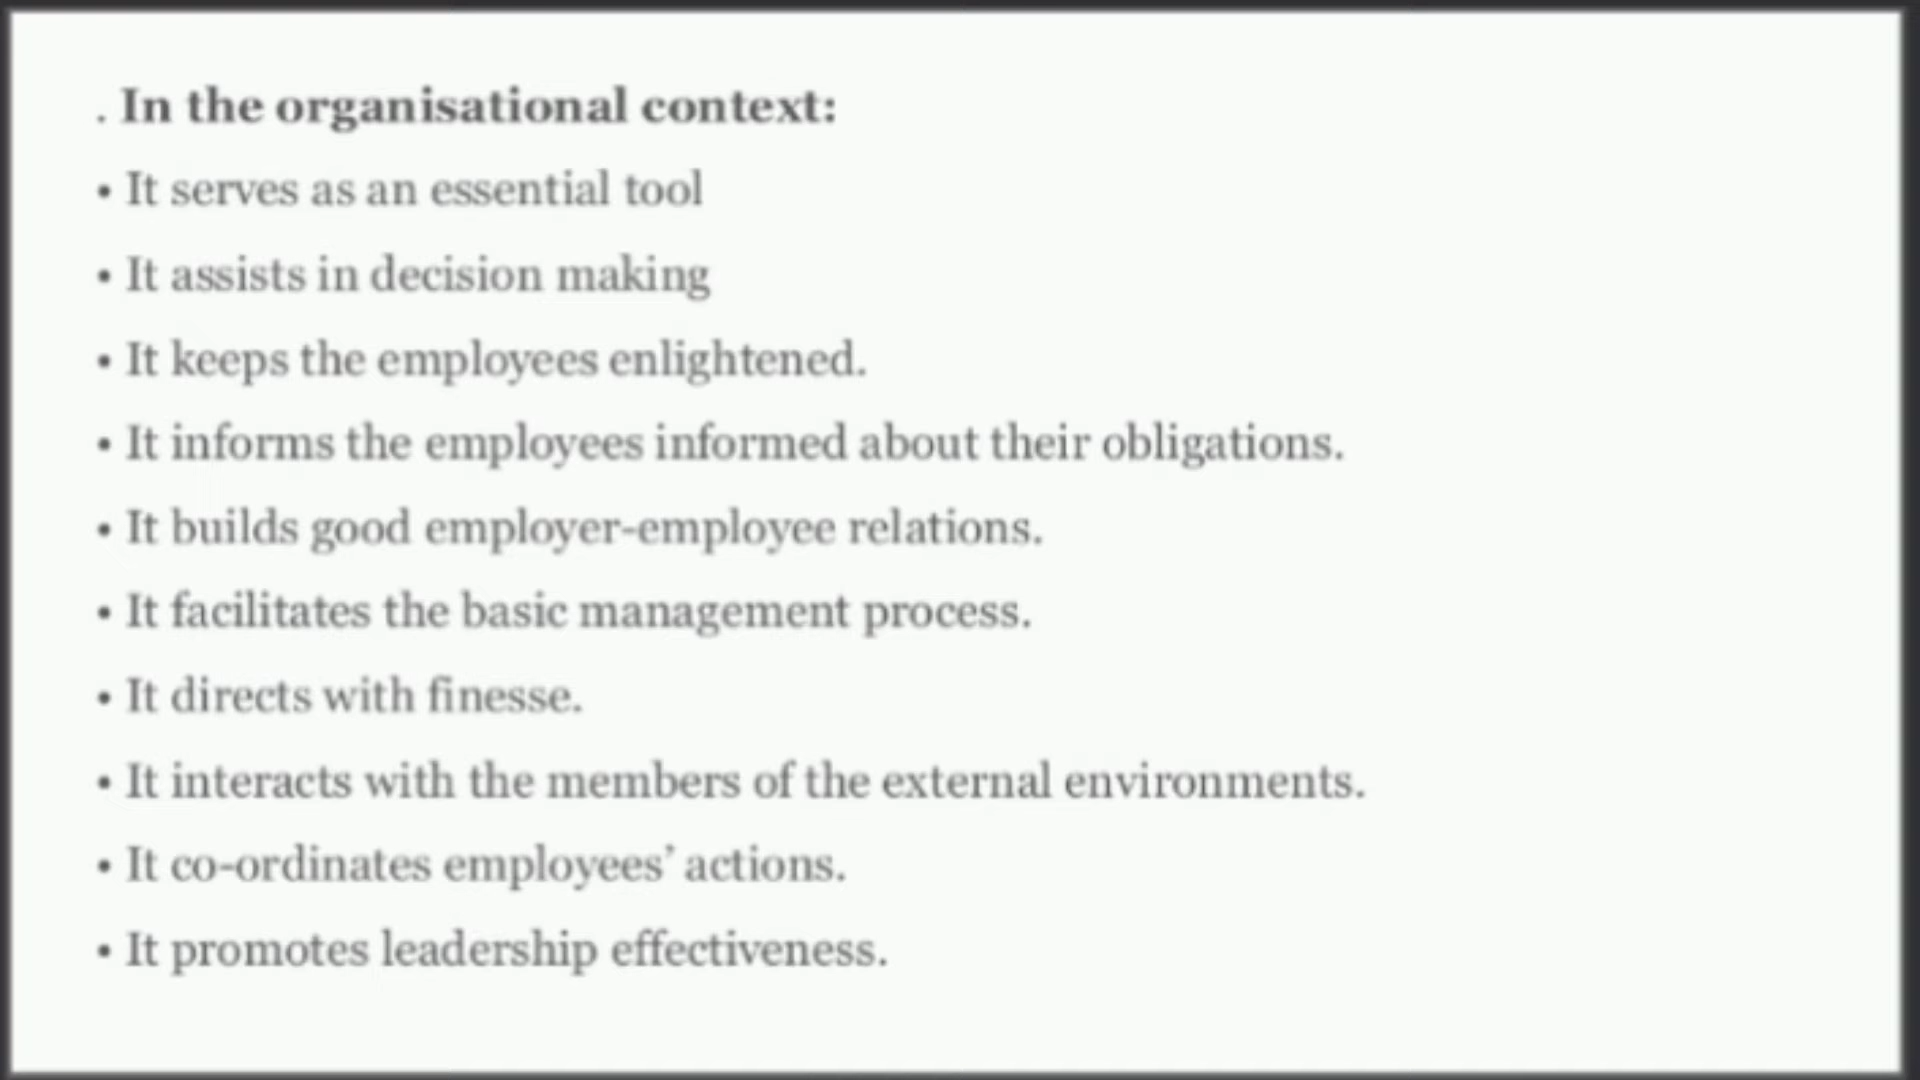 . In the organisational context:
• It serves as an essential tool
• It assists in decision making
• It keeps the employees enlightened.
• It informs the employees informed about their obligations.
• It builds good employer-employee relations.
• It facilitates the basic management process.
• It directs with finesse.
• It interacts with the members of the external environments.
• It co-ordinates employees’ actions.
• It promotes leadership effectiveness.